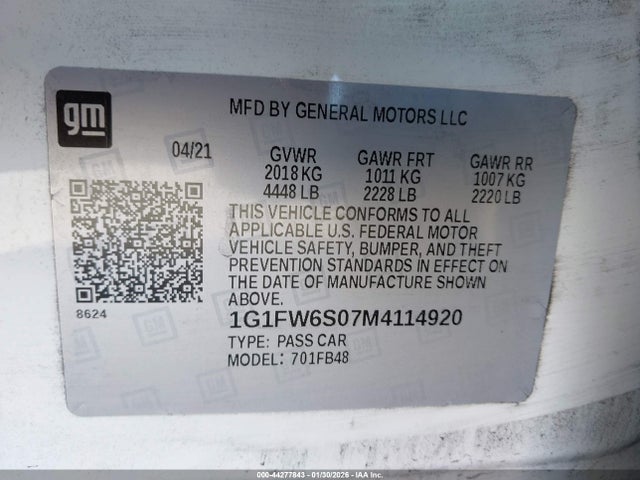 gm
MFD BY GENERAL MOTORS LLC
04/21 GVWR GAWR FRT GAWR RR
2018 KG 1011 KG 1007 KG
4448 LB 2228 LB 2220 LB
THIS VEHICLE CONFORMS TO ALL
APPLICABLE U.S. FEDERAL MOTOR
VEHICLE SAFETY, BUMPER, AND THEFT
PREVENTION STANDARDS IN EFFECT ON
THE DATE OF MANUFACTURE SHOWN
ABOVE.
8624
1G1FW6S07M4114920
TYPE: PASS CAR
MODEL: 701FB48
000-44277843 - 01/30/2026 - IAA Inc.